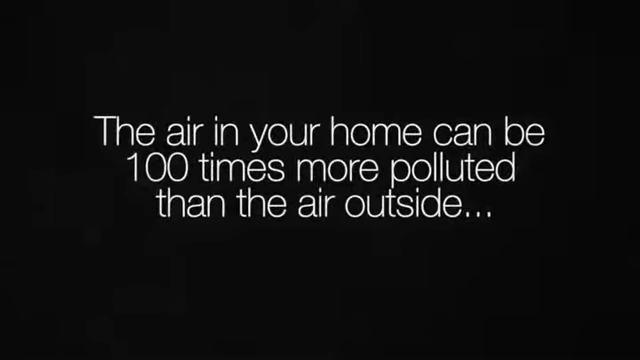 The air in your home can be
100 times more polluted
than the air outside...